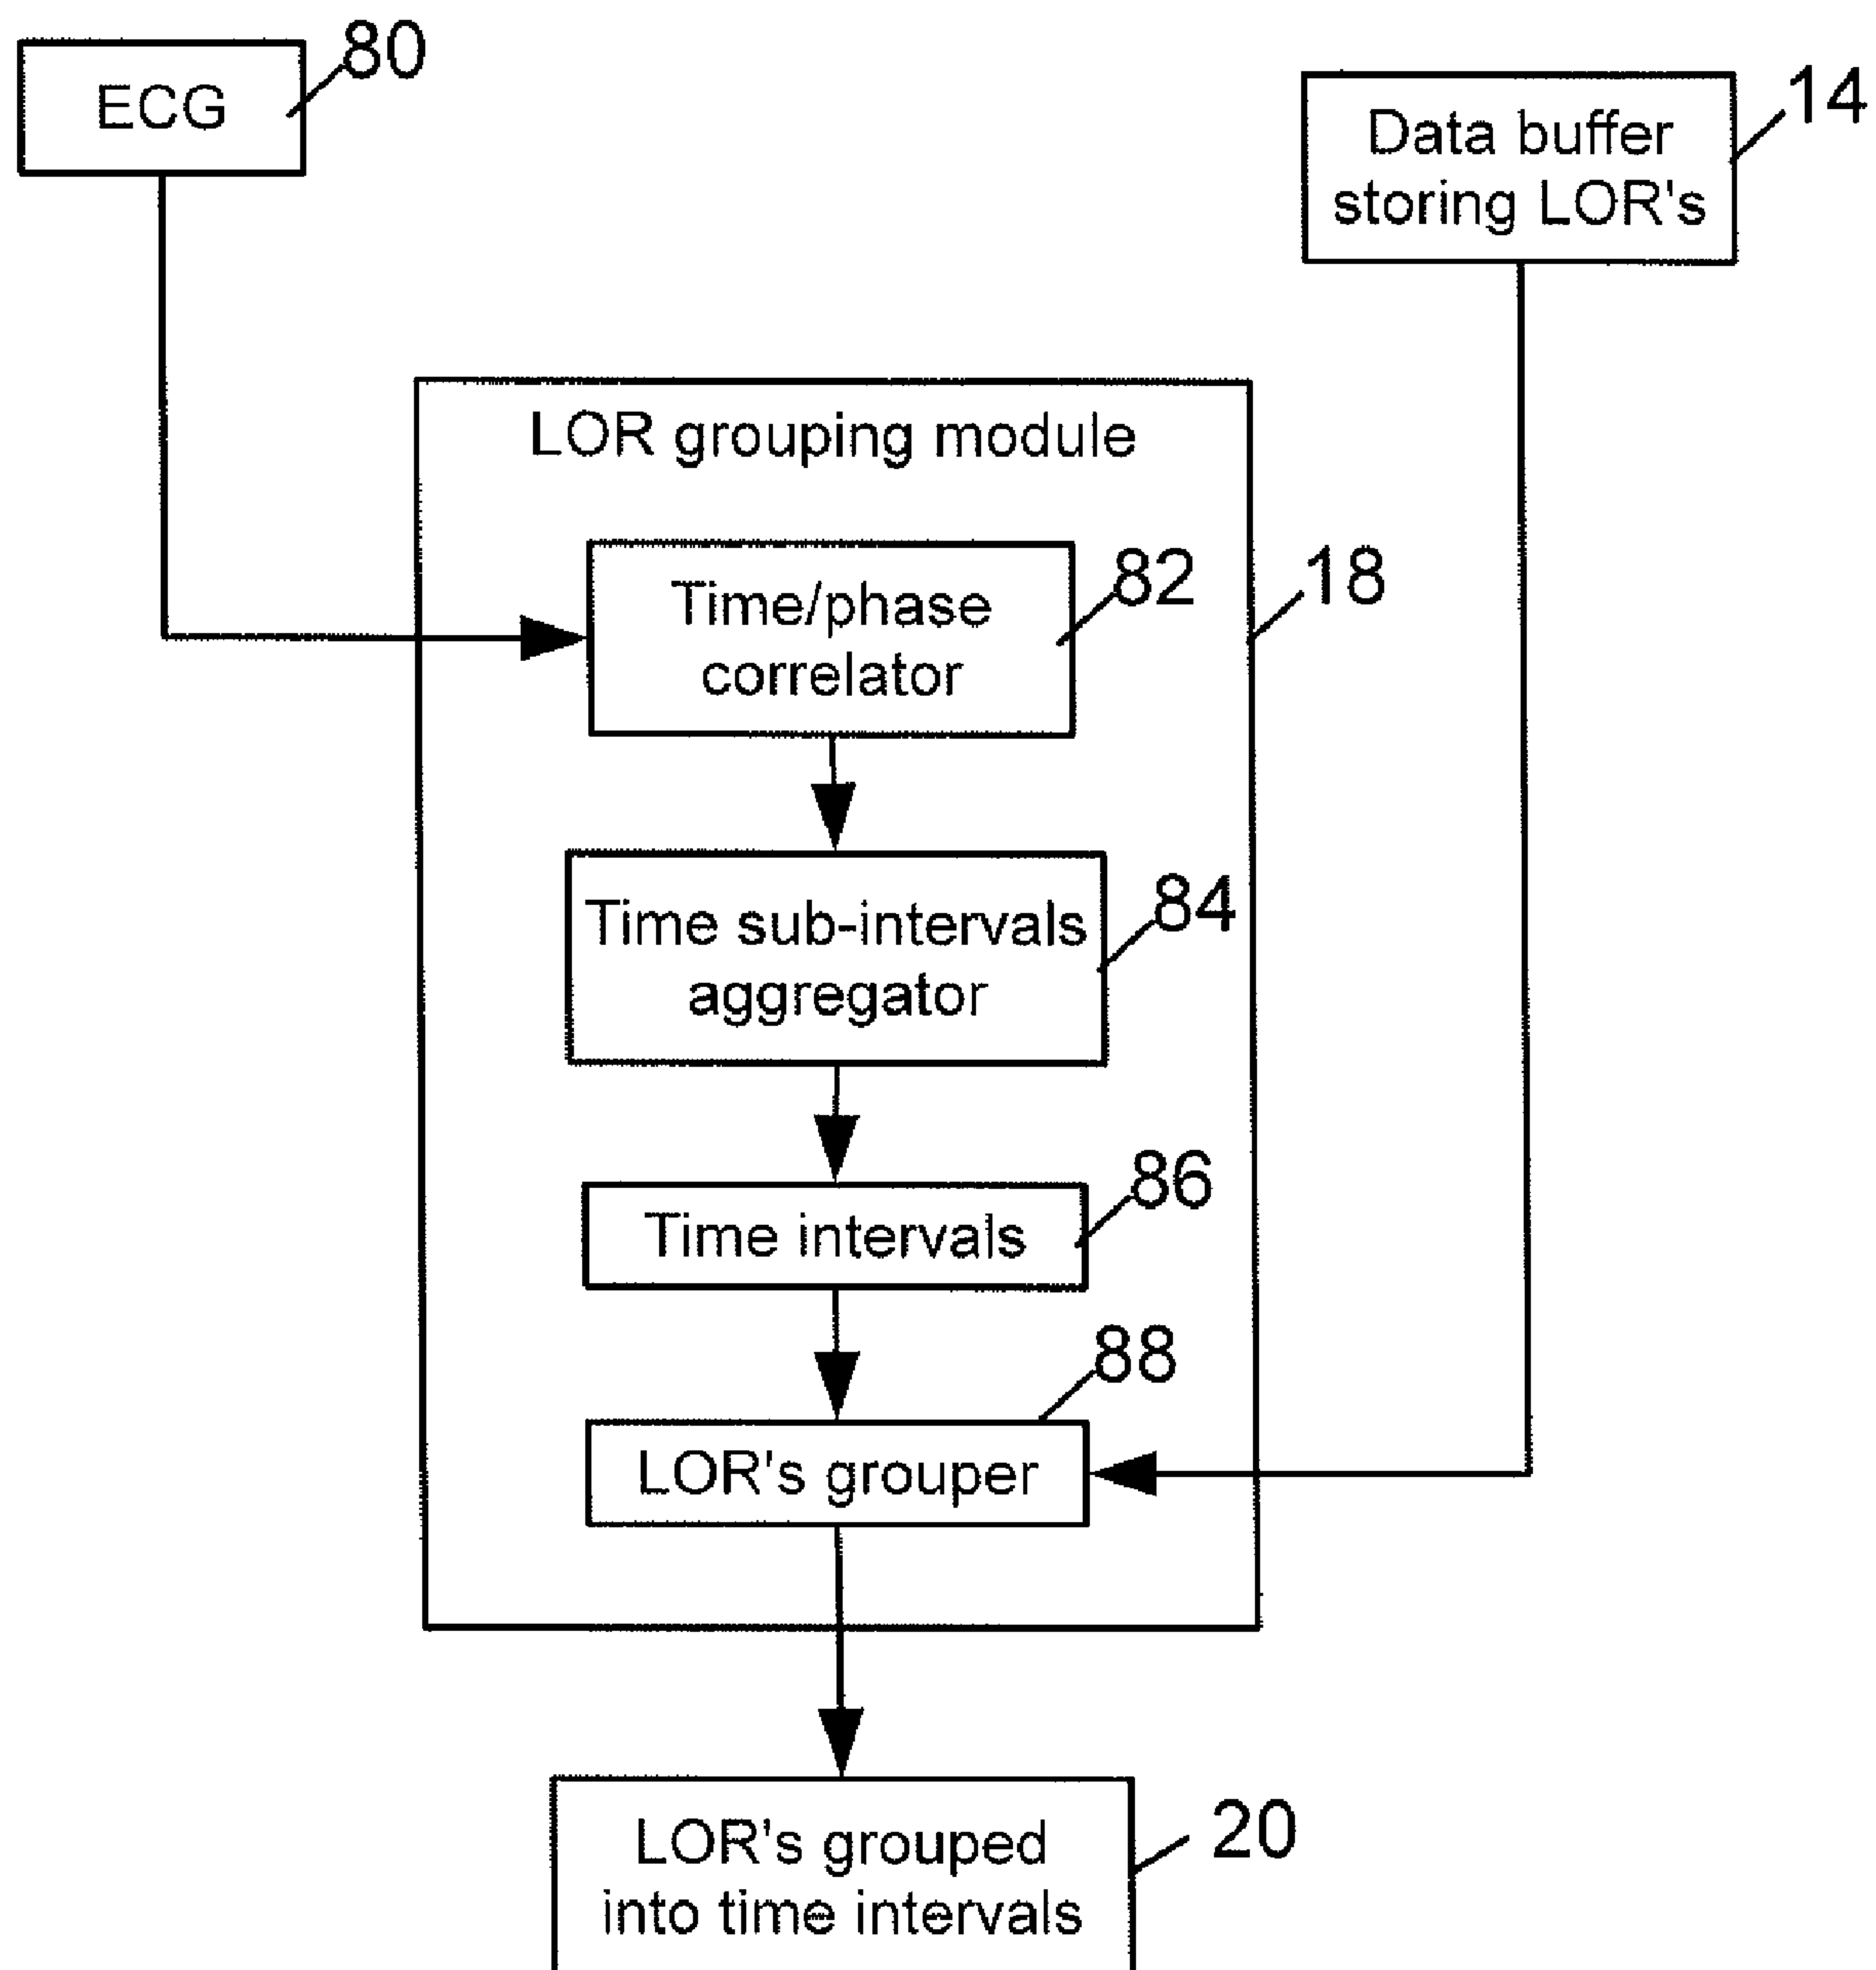 ECG
80
Data buffer
storing LOR's
14
LOR grouping module
18
Time/phase
correlator
82
Time sub-intervals
aggregator
84
Time intervals
86
LOR's grouper
88
LOR's grouped
into time intervals
20